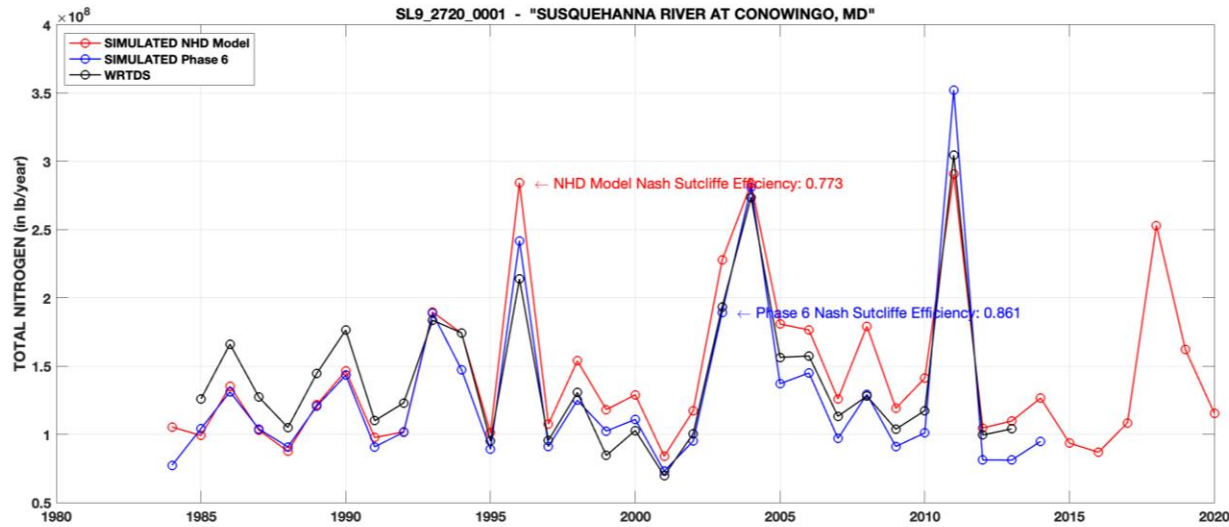 SL9_2720_0001 - "SUSQUEHANNA RIVER AT CONOWINGO, MD"
×10⁸
SIMULATED NHD Model
SIMULATED Phase 6
WRTDS
TOTAL NITROGEN (in lb/year)
4
3.5
3
2.5
2
1.5
1
0.5
← NHD Model Nash Sutcliffe Efficiency: 0.773
← Phase 6 Nash Sutcliffe Efficiency: 0.861
1980 1985 1990 1995 2000 2005 2010 2015 2020